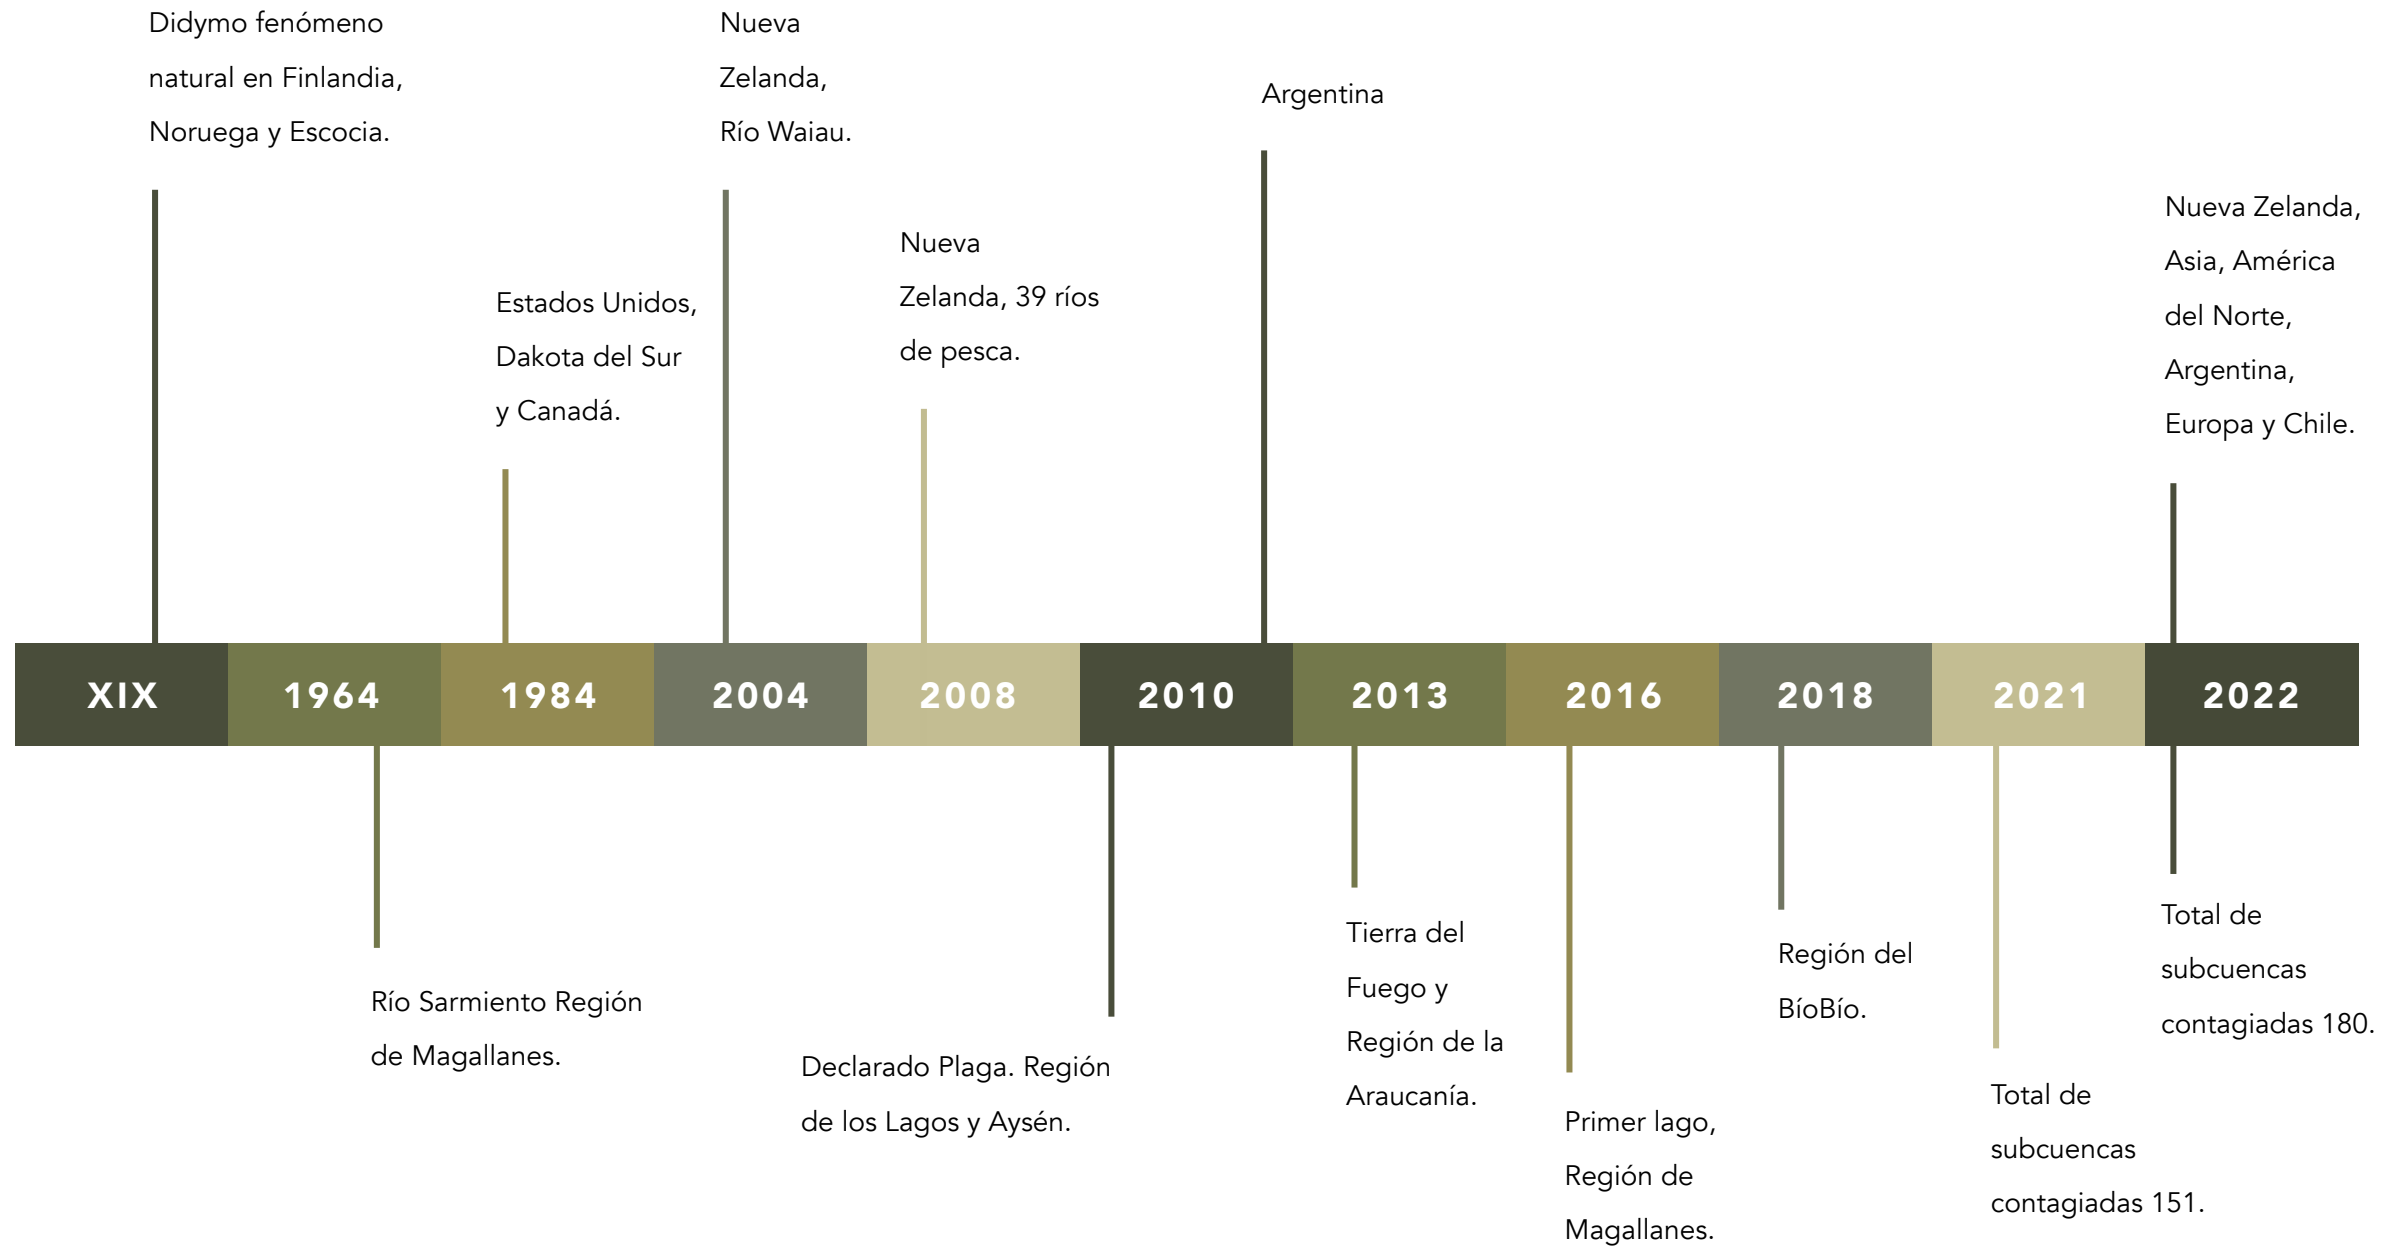 Didymo fenómeno
natural en Finlandia,
Noruega y Escocia.
Estados Unidos,
Dakota del Sur
y Canadá.
Nueva
Zelanda,
Río Waiau.
Nueva
Zelanda, 39 ríos
de pesca.
Argentina
Nueva Zelanda,
Asia, América
del Norte,
Argentina,
Europa y Chile.
XIX 1964 1984 2004 2008 2010 2013 2016 2018 2021 2022
Río Sarmiento Región
de Magallanes.
Declarado Plaga. Región
de los Lagos y Aysén.
Tierra del
Fuego y
Región de la
Araucanía.
Primer lago,
Región de
Magallanes.
Región del
BíoBío.
Total de
subcuencas
contagiadas 151.
Total de
subcuencas
contagiadas 180.